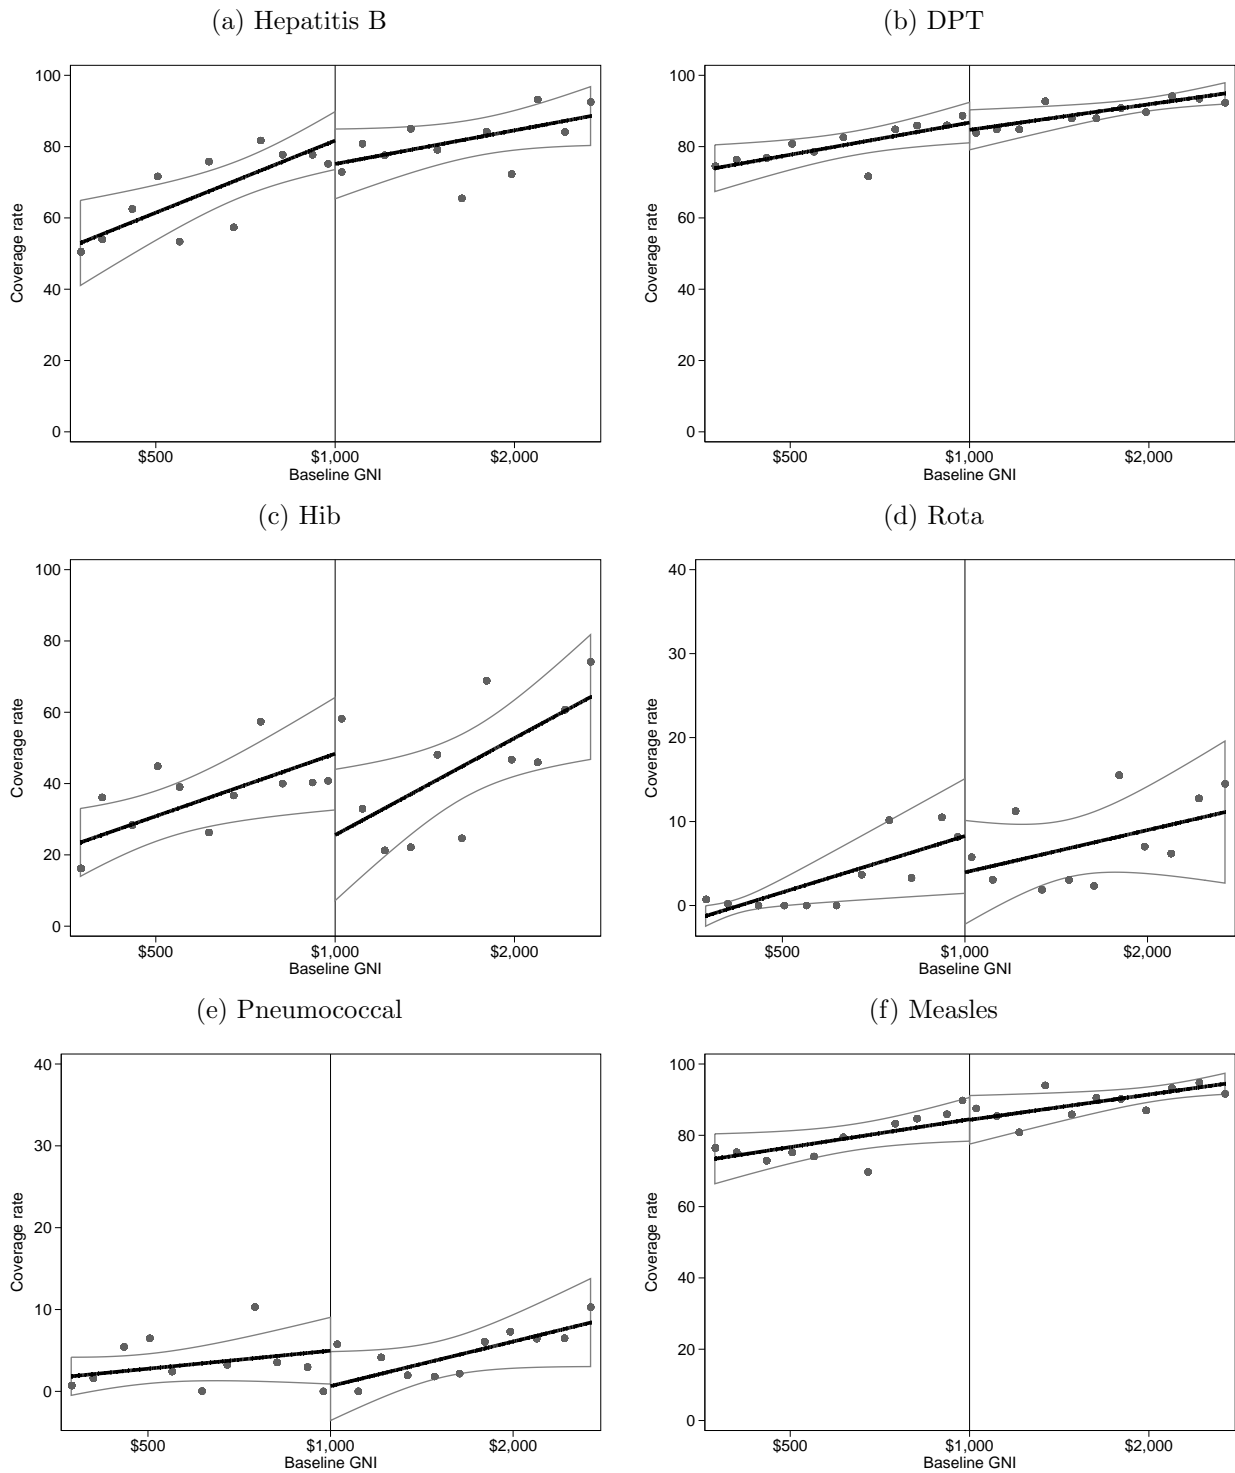 (a) Hepatitis B
100
80
60
40
20
0
Coverage rate
$500
$1,000
$2,000
Baseline GNI
(b) DPT
100
80
60
40
20
0
Coverage rate
$500
$1,000
$2,000
Baseline GNI
(c) Hib
100
80
60
40
20
0
Coverage rate
$500
$1,000
$2,000
Baseline GNI
(d) Rota
40
30
20
10
0
Coverage rate
$500
$1,000
$2,000
Baseline GNI
(e) Pneumococcal
40
30
20
10
0
Coverage rate
$500
$1,000
$2,000
Baseline GNI
(f) Measles
100
80
60
40
20
0
Coverage rate
$500
$1,000
$2,000
Baseline GNI